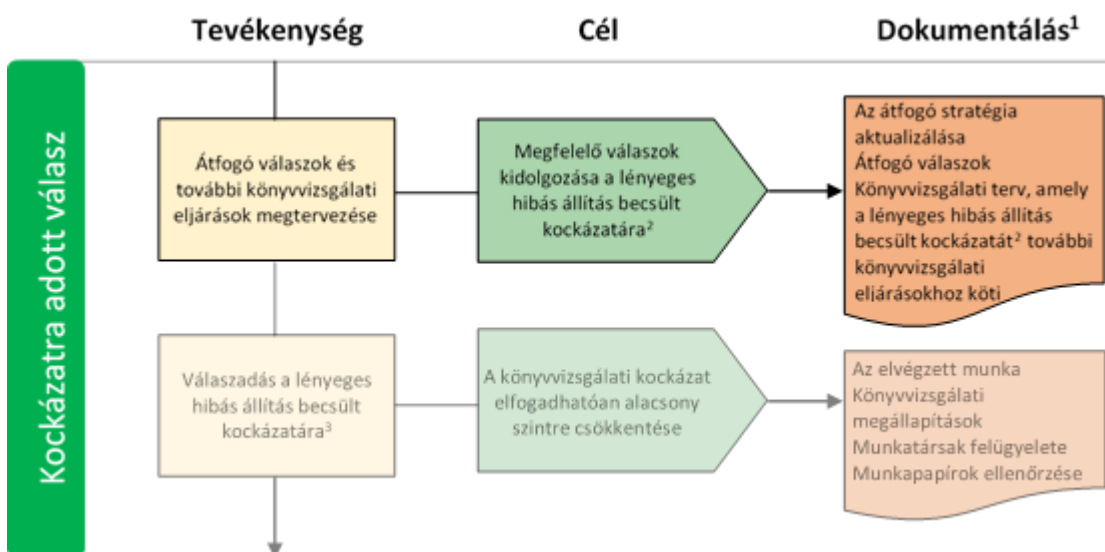 Tevékenység
Cél
Dokumentálás¹
Kockázatra adott válasz
Átfogó válaszok és
további könyvvizsgálati
eljárások megtervezése
Megfelelő válaszok
kidolgozása a lényeges
hibás állítás becsült
kockázatára²
Az átfogó stratégia
aktualizálása
Átfogó válaszok
Könyvvizsgálati terv, amely
a lényeges hibás állítás
becsült kockázatát² további
könyvvizsgálati
eljárásokhoz köti
Válaszadás a lényeges
hibás állítás becsült
kockázatára³
A könyvvizsgálati kockázat
elfogadhatóan alacsony
szintre csökkentése
Az elvégzett munka
Könyvvizsgálati
megállapítások
Munkatársak felügyelete
Munkapapírok ellenőrzése